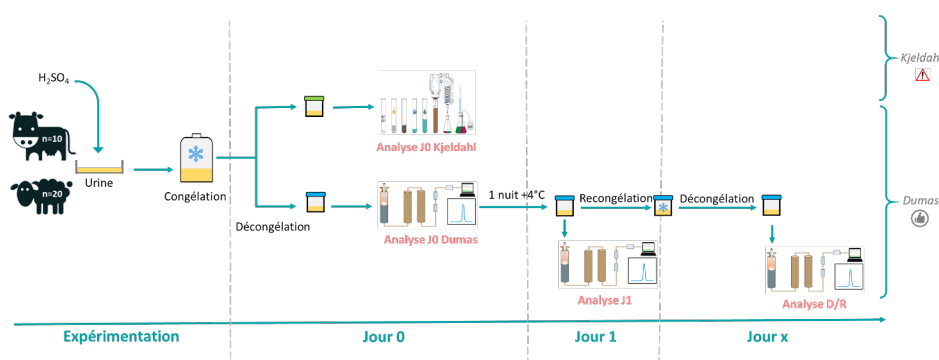 H₂SO₄
n=10
n=20
Urine
Congélation
Décongélation
Analyse J0 Kjeldahl
Analyse J0 Dumas
1 nuit +4°C
Recongélation
Décongélation
Analyse J1
Analyse D/R
Kjeldah
Dumas
Expérimentation
Jour 0
Jour 1
Jour x